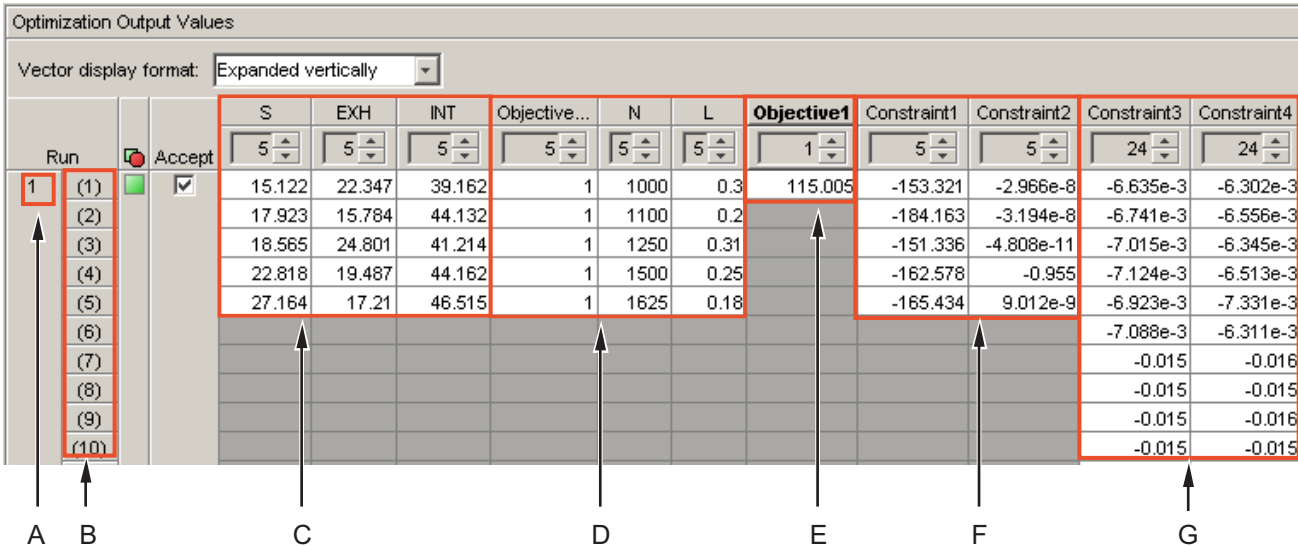 Optimization Output Values
Vector display format: Expanded vertically
S EXH INT Objective... N L Objective1 Constraint1 Constraint2 Constraint3 Constraint4
Run Accept 5 5 5 5 5 5 1 5 5 24 24
1 (1) 15.122 22.347 39.162 1 1000 0.3 115.005 -153.321 -2.966e-8 -6.635e-3 -6.302e-3
(2) 17.923 15.784 44.132 1 1100 0.2 -184.163 -3.194e-8 -6.741e-3 -6.556e-3
(3) 18.565 24.801 41.214 1 1250 0.31 -151.336 -4.808e-11 -7.015e-3 -6.345e-3
(4) 22.818 19.487 44.162 1 1500 0.25 -162.578 -0.955 -7.124e-3 -6.513e-3
(5) 27.164 17.21 46.515 1 1625 0.18 -165.434 9.012e-9 -6.923e-3 -7.331e-3
(6) -7.088e-3 -6.311e-3
(7) -0.015 -0.016
(8) -0.015 -0.015
(9) -0.015 -0.016
(10) -0.015 -0.015
A B C D E F G